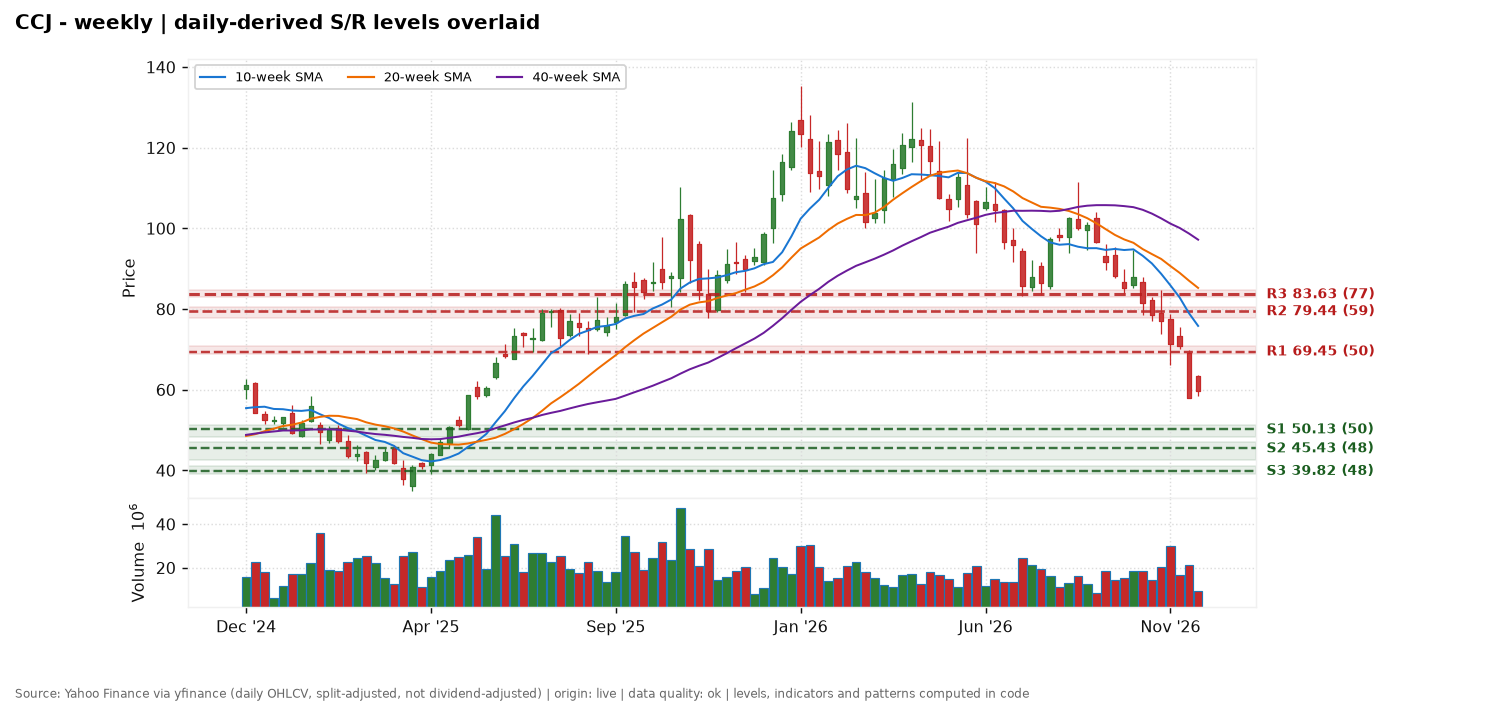 CCJ - weekly | daily-derived S/R levels overlaid
10-week SMA 20-week SMA 40-week SMA
140
120
100
80
60
40
Price
R3 83.63 (77)
R2 79.44 (59)
R1 69.45 (50)
S1 50.13 (50)
S2 45.43 (48)
S3 39.82 (48)
40
20
Volume 10⁶
Dec '24 Apr '25 Sep '25 Jan '26 Jun '26 Nov '26
Source: Yahoo Finance via yfinance (daily OHLCV, split-adjusted, not dividend-adjusted) | origin: live | data quality: ok | levels, indicators and patterns computed in code